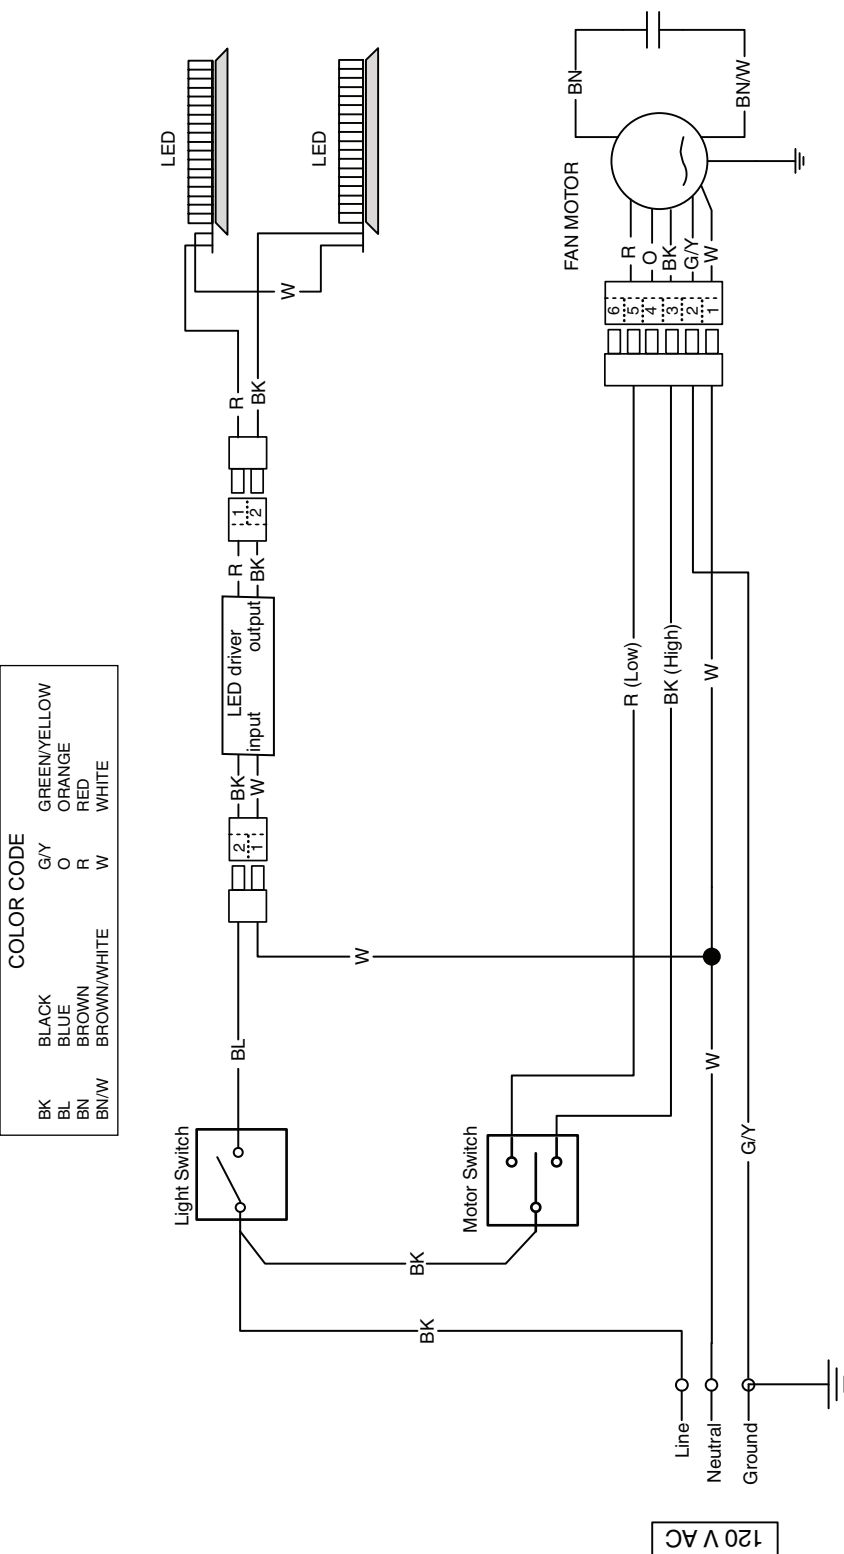 COLOR CODE
BK BLACK G/Y GREEN/YELLOW
BL BLUE O ORANGE
BN BROWN R RED
BN/W BROWN/WHITE W WHITE
LED
LED
W
R
BK
1
2
R
BK
LED driver
input output
BK
W
2
1
BL
W
Light Switch
Motor Switch
BK
BK
BN
BN/W
FAN MOTOR
R
O
BK
G/Y
W
6
5
4
3
2
1
R (Low)
BK (High)
W
W
G/Y
Line
Neutral
Ground
120 V AC